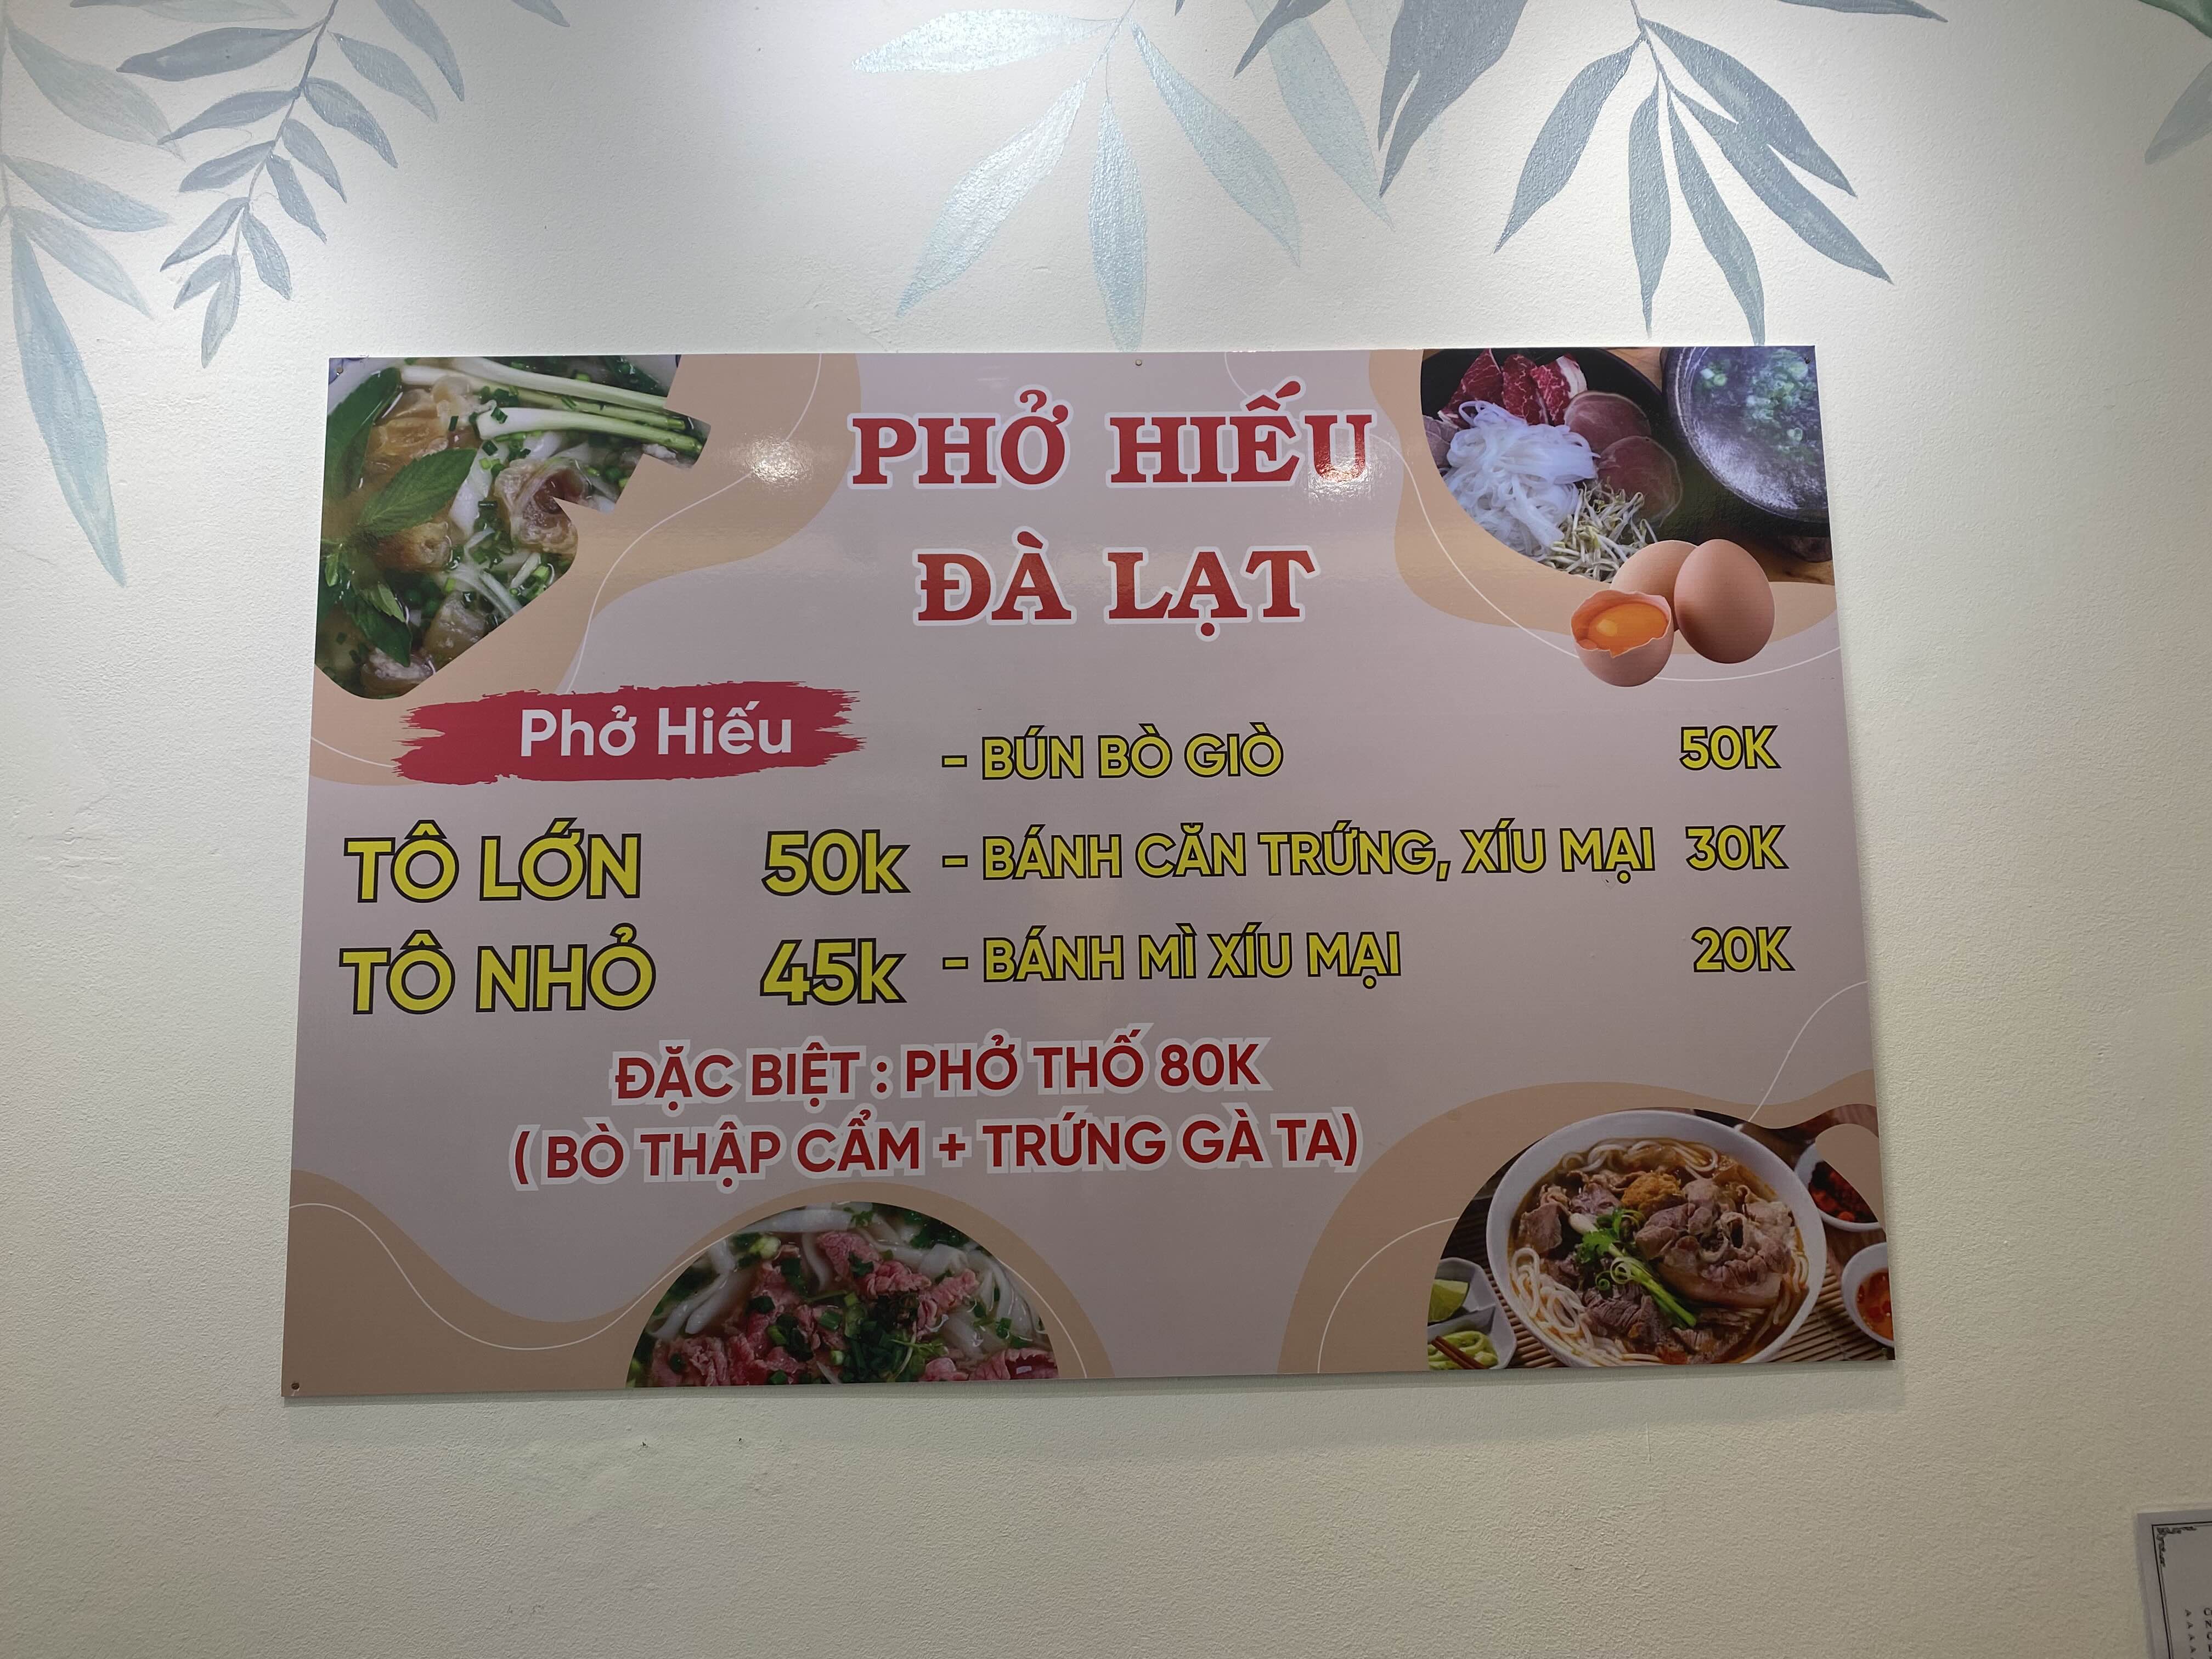 PHỞ HIẾU
ĐÀ LẠT
Phở Hiếu
TÔ LỚN 50k
TÔ NHỎ 45k
- BÚN BÒ GIÒ 50K
- BÁNH CĂN TRỨNG, XÍU MẠI 30K
- BÁNH MÌ XÍU MẠI 20K
ĐẶC BIỆT : PHỞ THỐ 80K
( BÒ THẬP CẨM + TRỨNG GÀ TA)